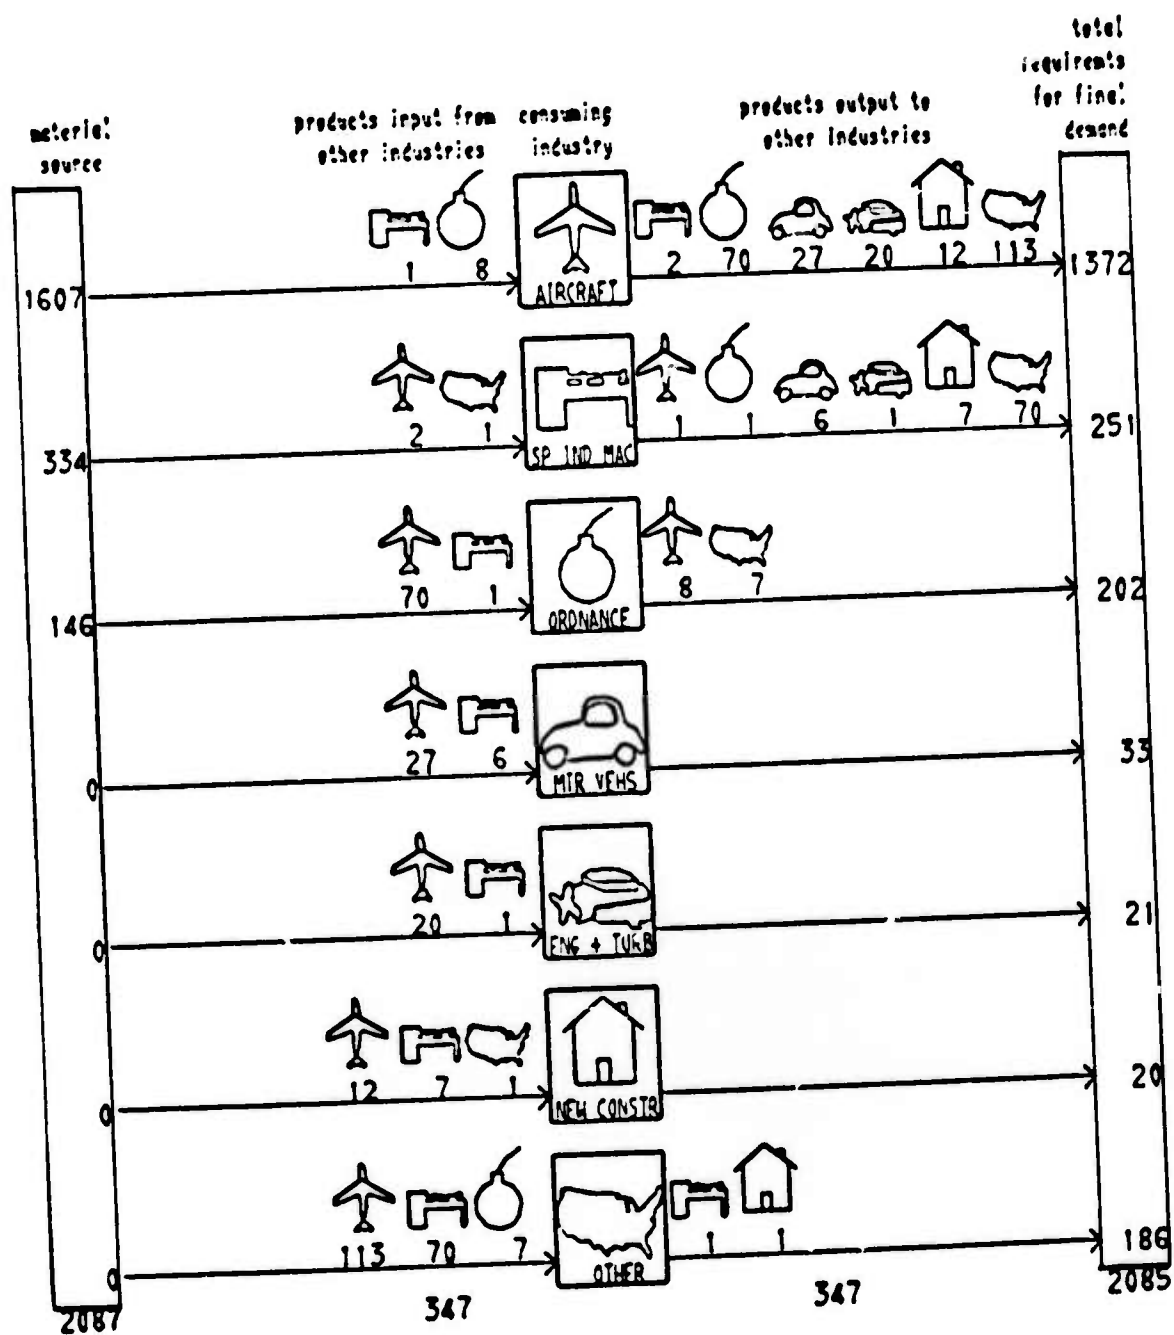 total
requiremts
for final
demand
material
source
products input from
other industries
consuming
industry
products output to
other industries
1607
1 8
AIRCRAFT
2 70 27 20 12 113
1372
334
2 1
SP IND MAC
1 1 6 1 7 70
251
146
70 1
ORDNANCE
8 7
202
0
27 6
MTR VEHS
33
0
20 1
ENG + TURB
21
0
12 7 1
NEW CONSTR
20
0
113 70 7
OTHER
1 1
186
2087
347
347
2085